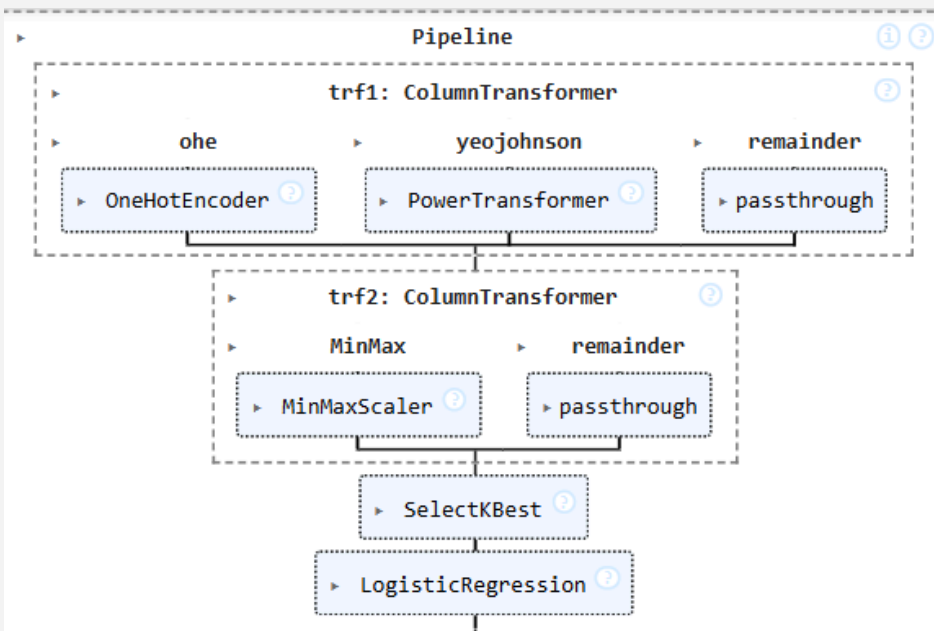 Pipeline i ?
trf1: ColumnTransformer ?
ohe yeojohnson remainder
OneHotEncoder ? PowerTransformer ? passthrough
trf2: ColumnTransformer ?
MinMax remainder
MinMaxScaler ? passthrough
SelectKBest ?
LogisticRegression ?